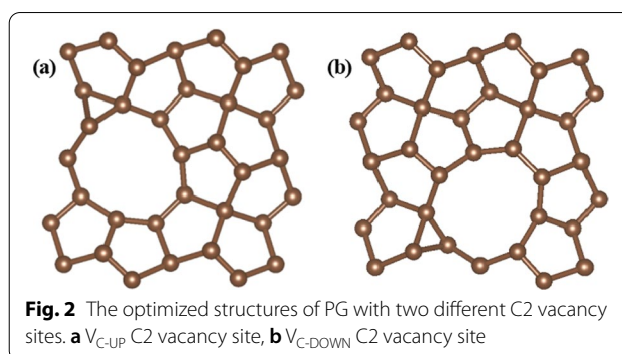 (a) (b)
Fig. 2 The optimized structures of PG with two different C2 vacancy
sites. a V_C-UP C2 vacancy site, b V_C-DOWN C2 vacancy site